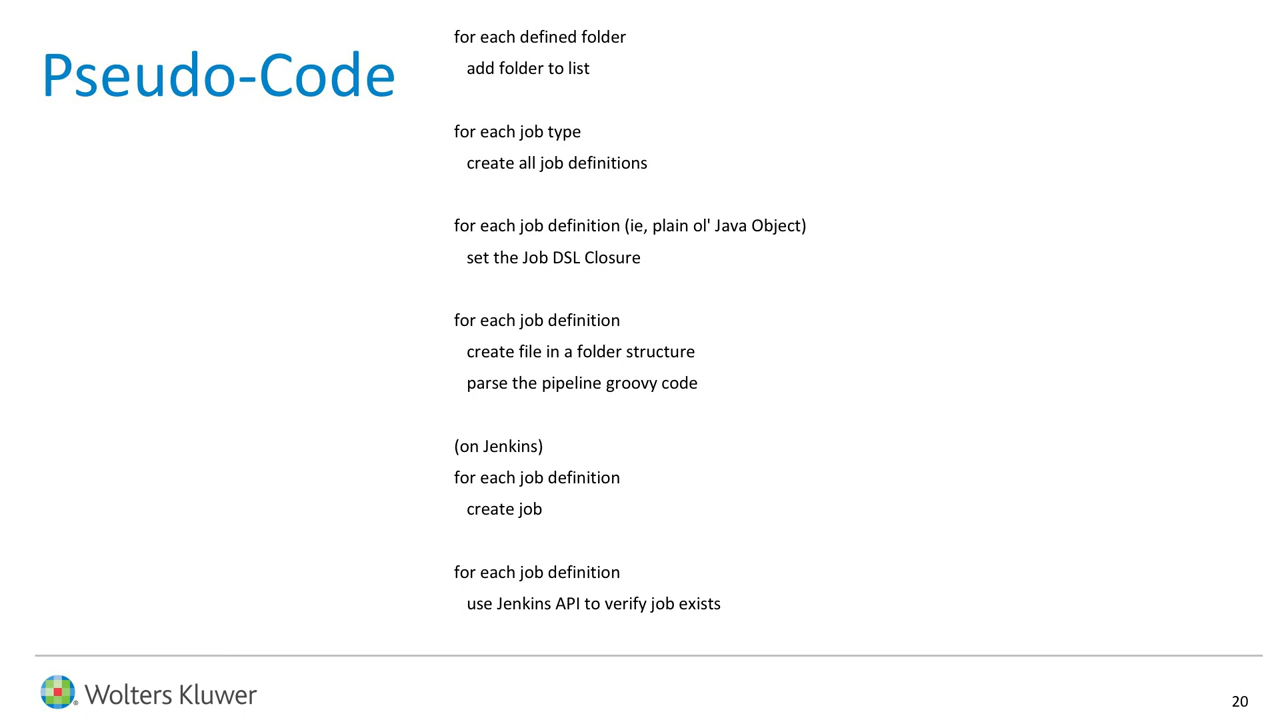 Pseudo-Code
for each defined folder
add folder to list
for each job type
create all job definitions
for each job definition (ie, plain ol' Java Object)
set the Job DSL Closure
for each job definition
create file in a folder structure
parse the pipeline groovy code
(on Jenkins)
for each job definition
create job
for each job definition
use Jenkins API to verify job exists
® Wolters Kluwer
20